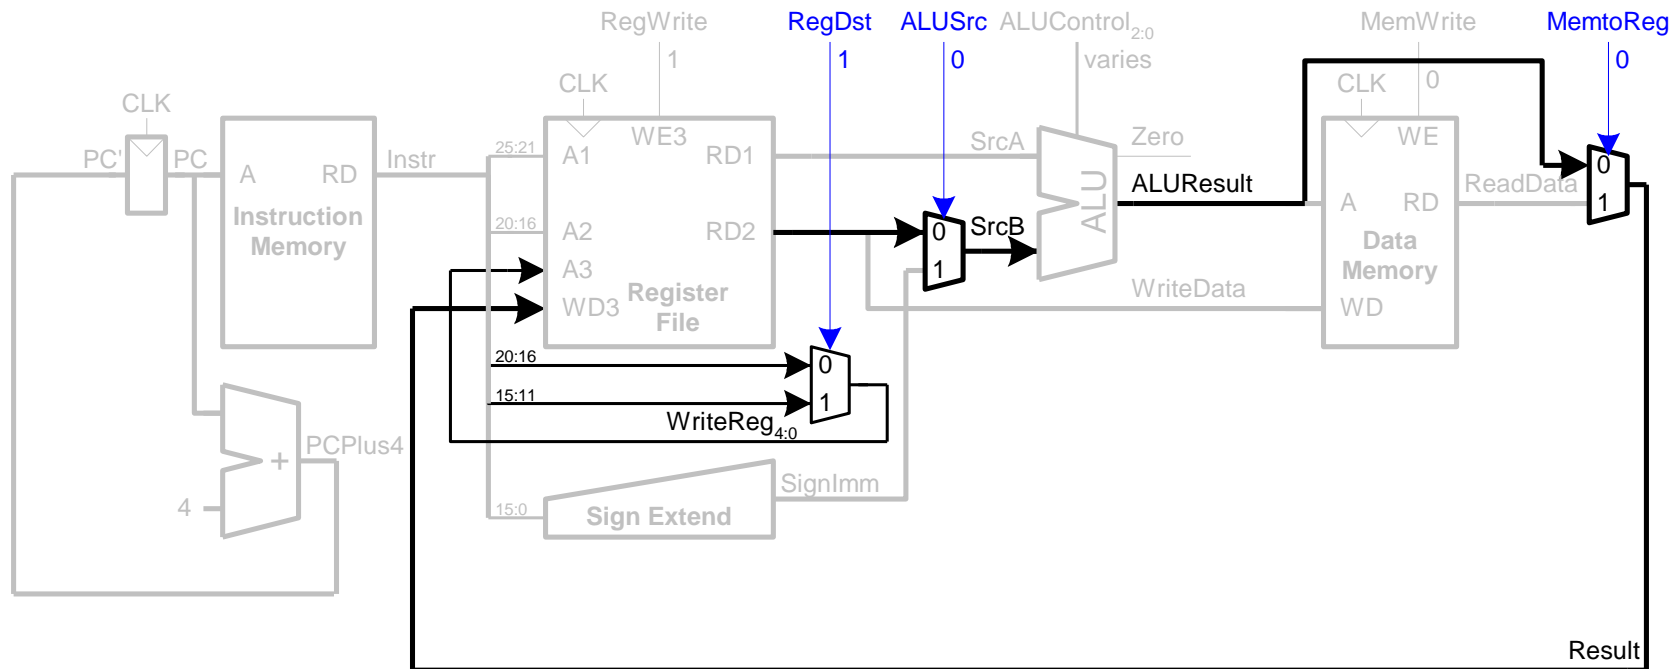 RegWrite
RegDst
ALUSrc
ALUControl2:0
MemWrite
MemtoReg
1
1
0
varies
0
0
CLK
CLK
CLK
PC'
PC
A
RD
Instruction
Memory
Instr
25:21
A1
WE3
RD1
SrcA
Zero
WE
0
ALU
ALUResult
A
RD
ReadData
1
20:16
A2
RD2
0
SrcB
1
A3
Register
File
WD3
Data
Memory
WriteData
WD
20:16
0
15:11
1
WriteReg4:0
PCPlus4
+
4
SignImm
15:0
Sign Extend
Result